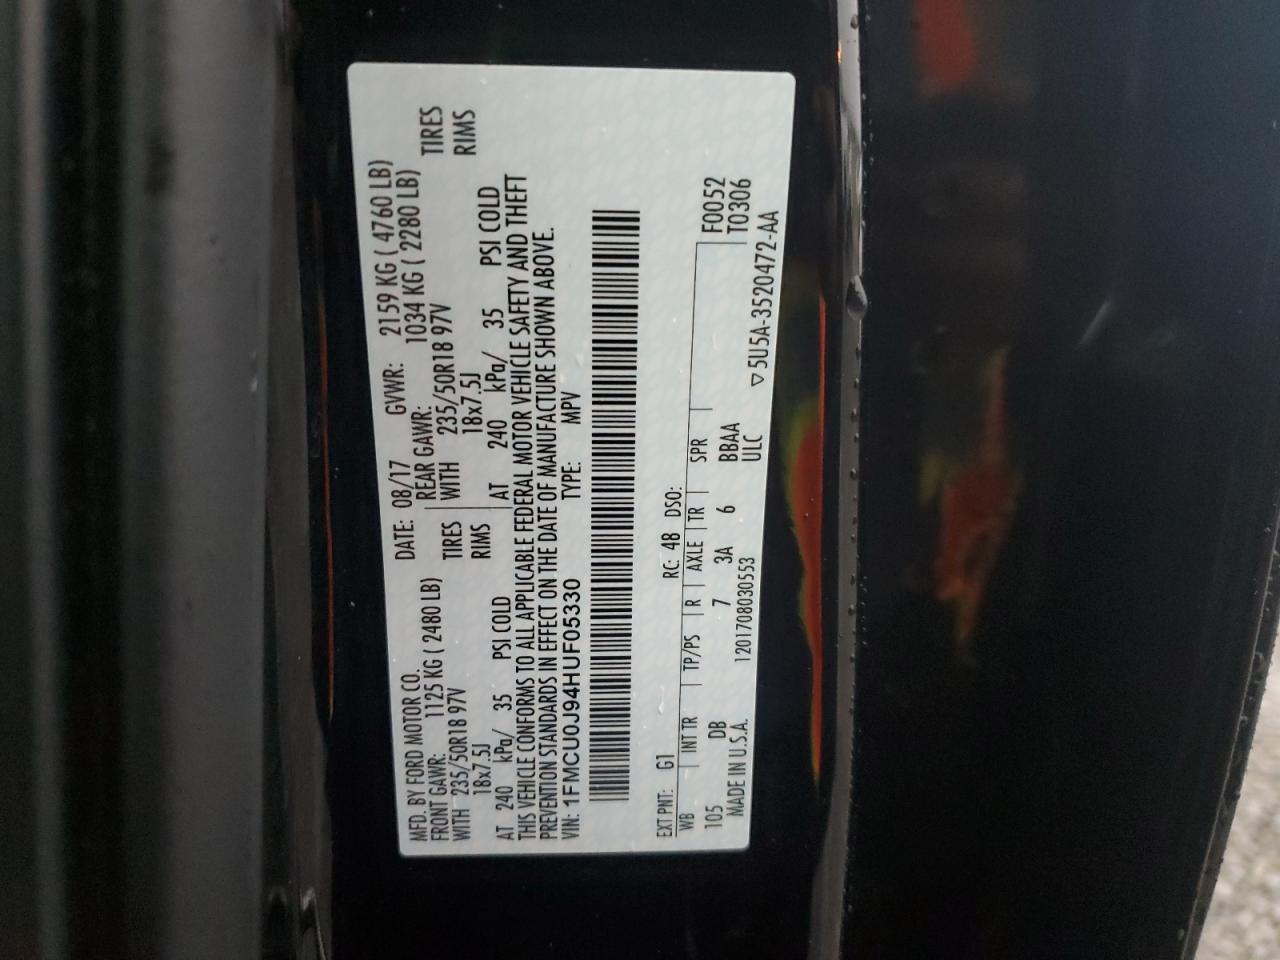 MFD. BY FORD MOTOR CO. DATE: 08/17 GVWR: 2159 KG ( 4760 LB)
FRONT GAWR: 1125 KG ( 2480 LB) REAR GAWR: 1034 KG ( 2280 LB)
WITH 235/50R18 97V TIRES WITH 235/50R18 97V TIRES
18x7.5J RIMS 18x7.5J RIMS
AT 240 kPa/ 35 PSI COLD AT 240 kPa/ 35 PSI COLD
THIS VEHICLE CONFORMS TO ALL APPLICABLE FEDERAL MOTOR VEHICLE SAFETY AND THEFT
PREVENTION STANDARDS IN EFFECT ON THE DATE OF MANUFACTURE SHOWN ABOVE.
VIN: 1FMCU0J94HUF05330 TYPE: MPV
EXT PNT: G1 RC: 48 DSO:
WB INT TR TP/PS R AXLE TR SPR F0052
105 DB 7 3A 6 BBAA T0306
MADE IN U.S.A. 1201708030553 ULC ▽5U5A-3520472-AA